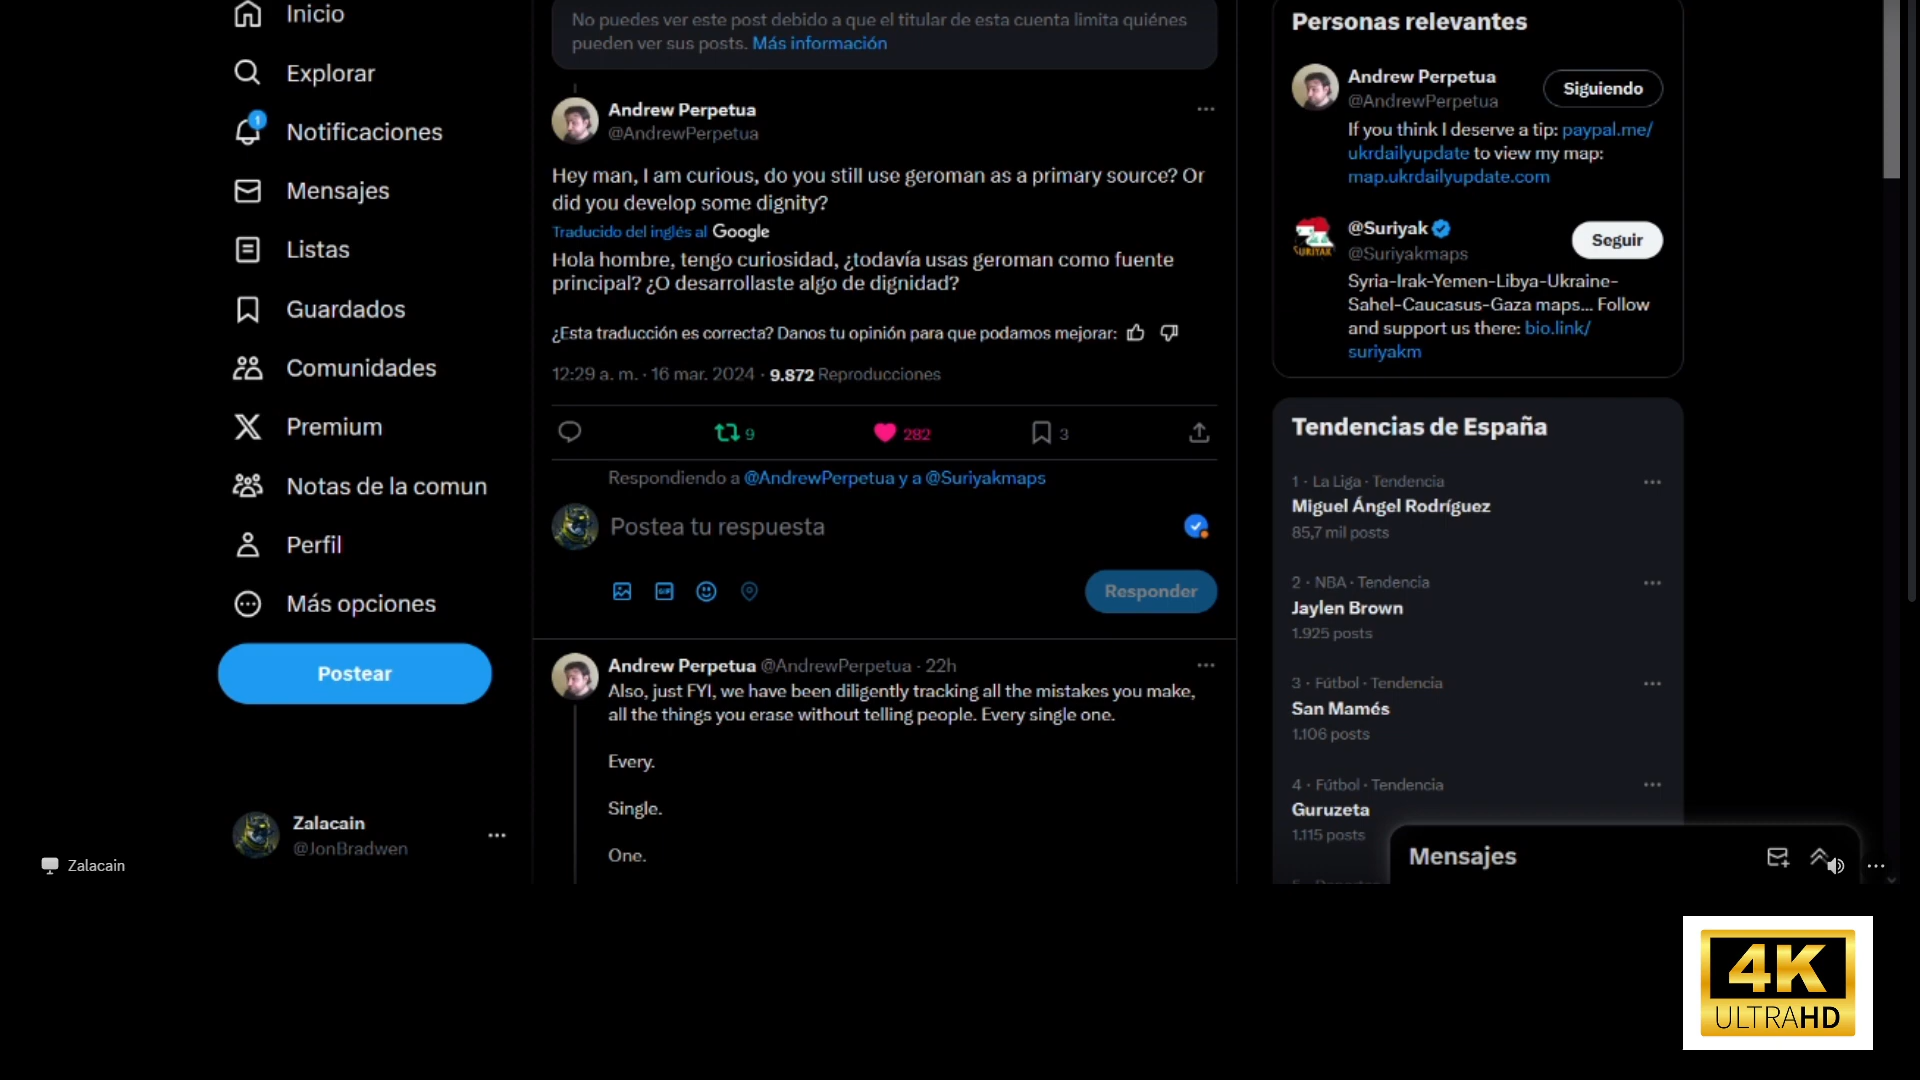 Inicio
Explorar
1
Notificaciones
Mensajes
Listas
Guardados
Comunidades
Premium
Notas de la comun
Perfil
Más opciones
Postear
Zalacain
@JonBradwen
Zalacain
No puedes ver este post debido a que el titular de esta cuenta limita quiénes
pueden ver sus posts. Más información
Andrew Perpetua
@AndrewPerpetua
Hey man, I am curious, do you still use geroman as a primary source? Or
did you develop some dignity?
Traducido del inglés al Google
Hola hombre, tengo curiosidad, ¿todavía usas geroman como fuente
principal? ¿O desarrollaste algo de dignidad?
¿Esta traducción es correcta? Danos tu opinión para que podamos mejorar:
12:29 a. m. · 16 mar. 2024 · 9.872 Reproducciones
9
282
3
Respondiendo a @AndrewPerpetua y a @Suriyakmaps
Postea tu respuesta
GIF
Responder
Andrew Perpetua @AndrewPerpetua · 22h
Also, just FYI, we have been diligently tracking all the mistakes you make,
all the things you erase without telling people. Every single one.
Every.
Single.
One.
Personas relevantes
Andrew Perpetua
@AndrewPerpetua
Siguiendo
If you think I deserve a tip: paypal.me/
ukrdailyupdate to view my map:
map.ukrdailyupdate.com
SURIYAK
@Suriyak
@Suriyakmaps
Seguir
Syria-Irak-Yemen-Libya-Ukraine-
Sahel-Caucasus-Gaza maps... Follow
and support us there: bio.link/
suriyakm
Tendencias de España
1 · La Liga · Tendencia
Miguel Ángel Rodríguez
85,7 mil posts
2 · NBA · Tendencia
Jaylen Brown
1.925 posts
3 · Fútbol · Tendencia
San Mamés
1.106 posts
4 · Fútbol · Tendencia
Guruzeta
1.115 posts
Mensajes
4K
ULTRAHD